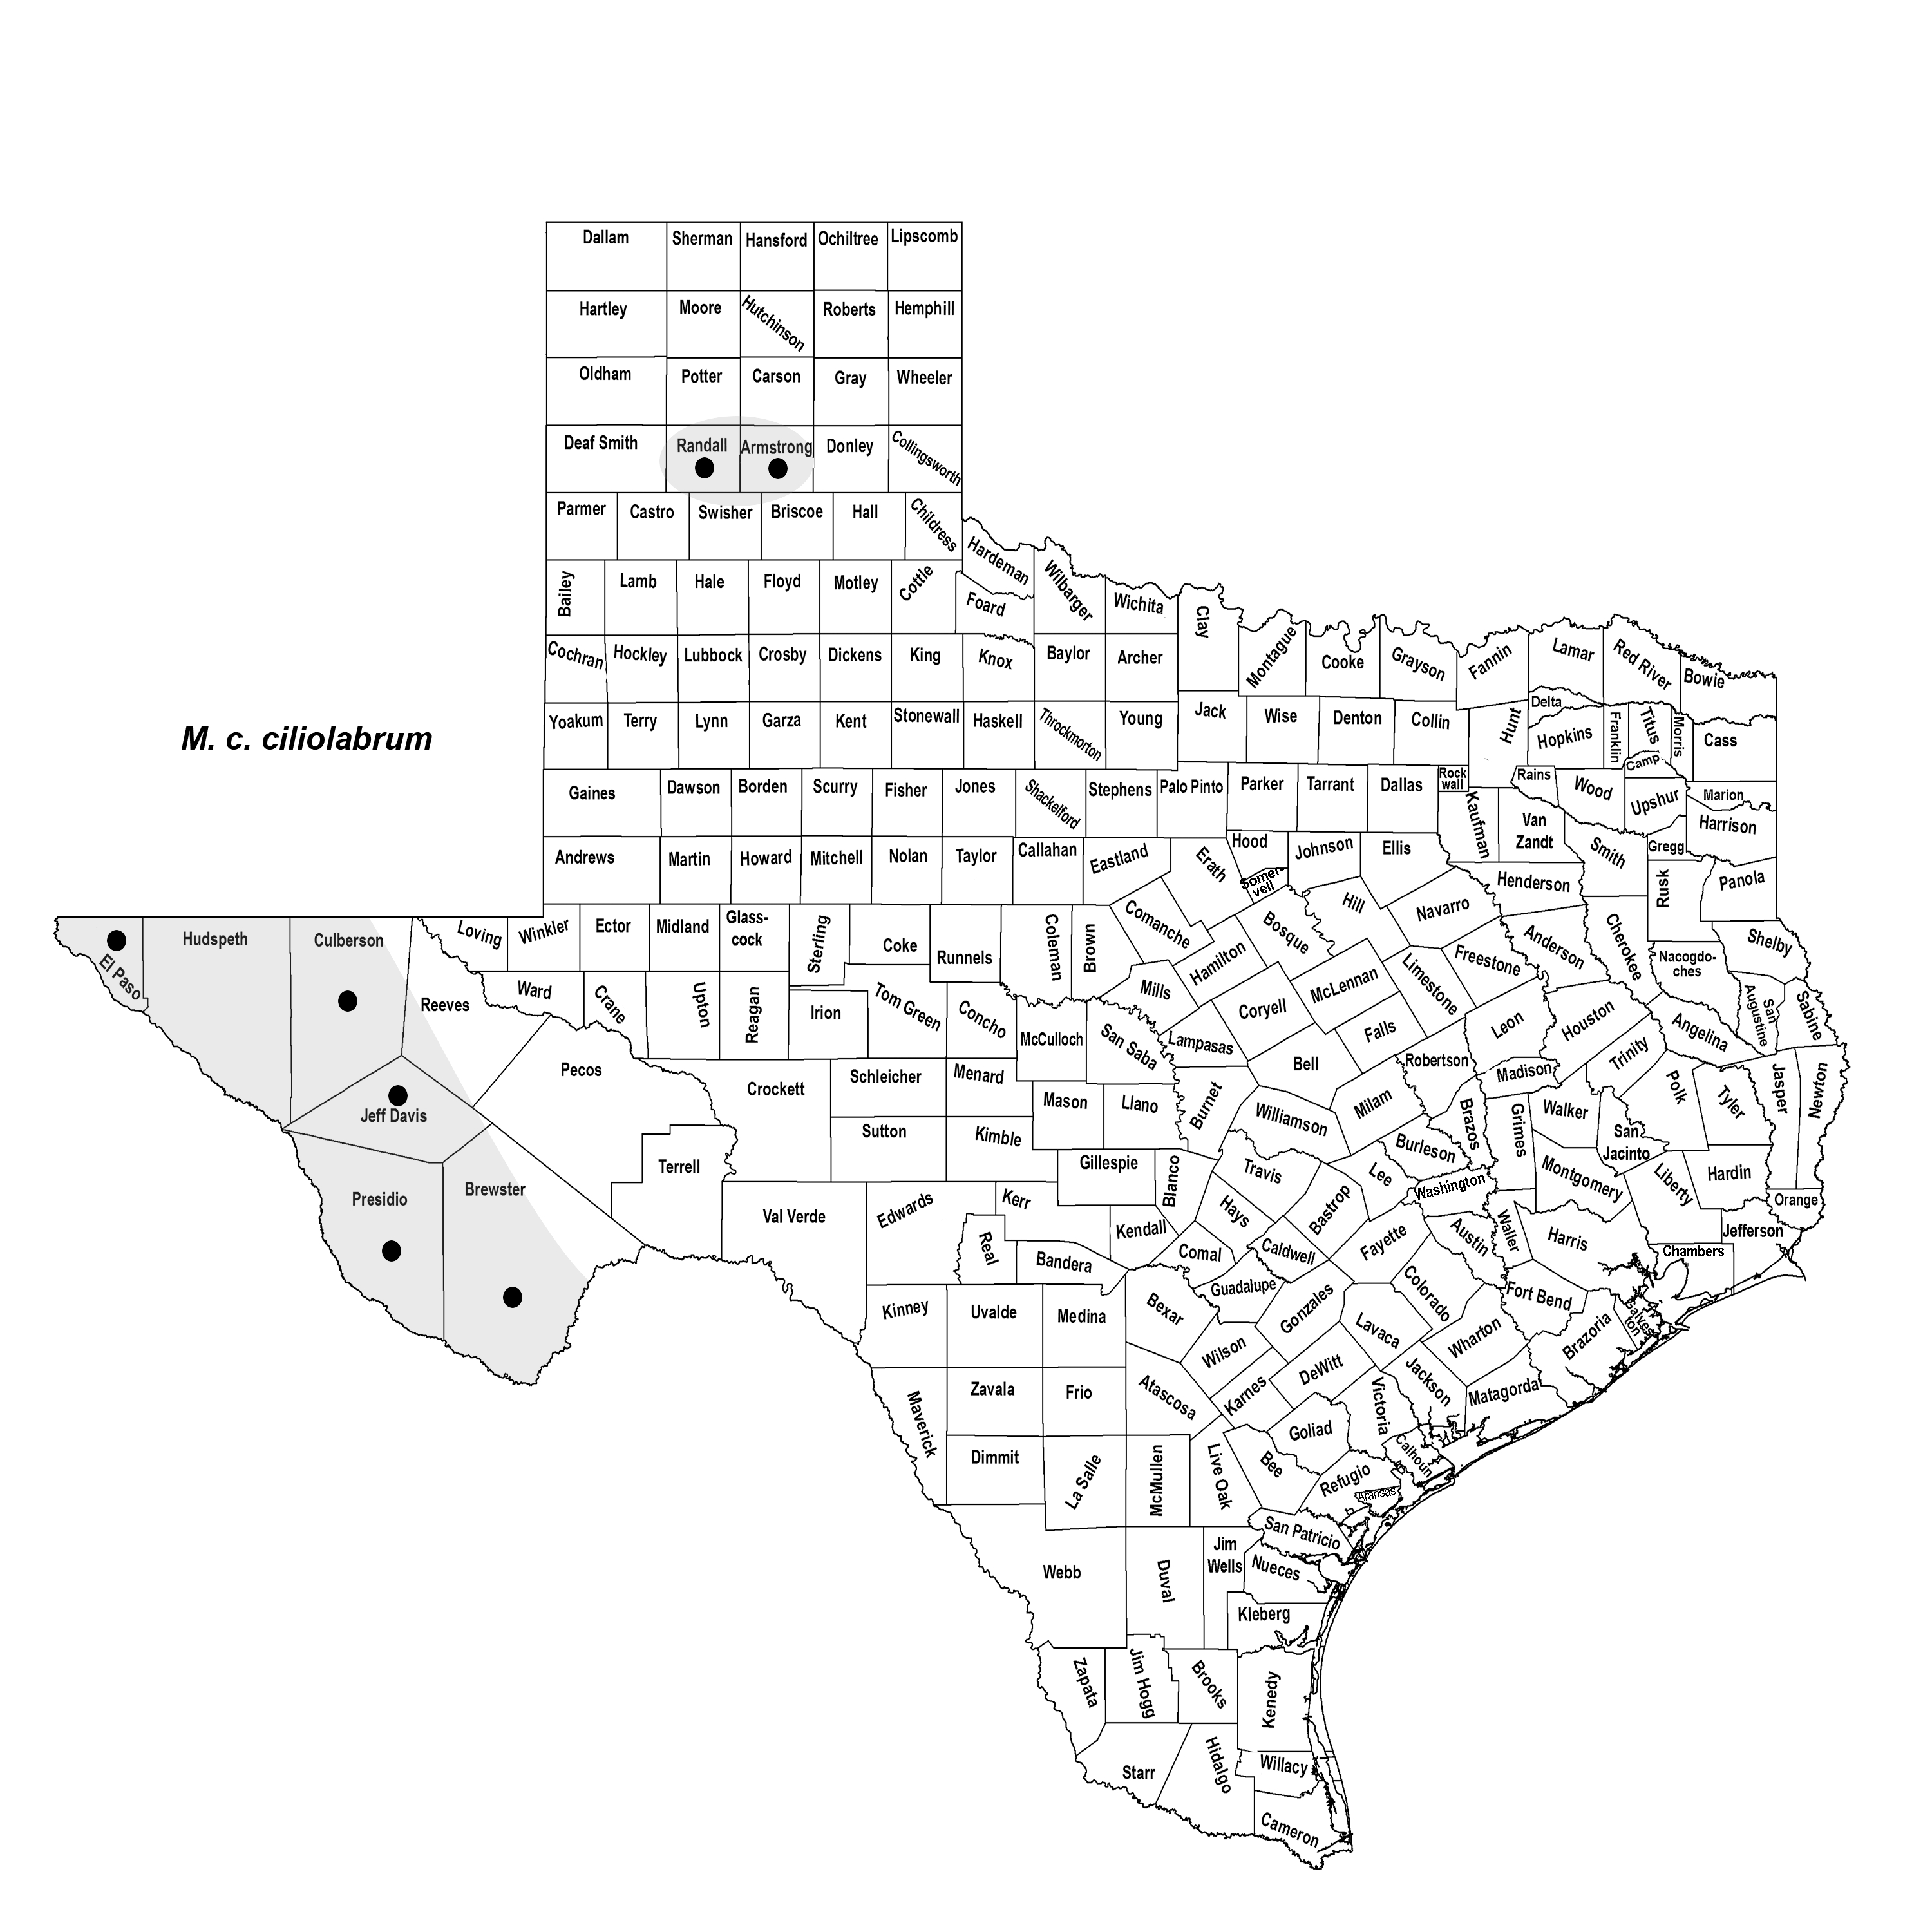 Dallam Sherman Hansford Ochiltree Lipscomb
Hartley Moore Hutchinson Roberts Hemphill
Oldham Potter Carson Gray Wheeler
Deaf Smith Randall Armstrong Donley Collingsworth
Parmer Castro Swisher Briscoe Hall Childress
Hardeman
Bailey Lamb Hale Floyd Motley Cottle Foard Wilbarger Wichita Clay
Cochran Hockley Lubbock Crosby Dickens King Knox Baylor Archer Montague Cooke Grayson Fannin Lamar Red River Bowie
Yoakum Terry Lynn Garza Kent Stonewall Haskell Throckmorton Young Jack Wise Denton Collin Hunt Delta Hopkins Franklin Titus Morris Cass
M. c. ciliolabrum
Camp
Gaines Dawson Borden Scurry Fisher Jones Shackelford Stephens Palo Pinto Parker Tarrant Dallas Rock
wall
Kaufman Rains Wood Upshur Marion
Van
Zandt
Harrison
Andrews Martin Howard Mitchell Nolan Taylor Callahan Eastland Erath Hood Johnson Ellis Smith Gregg
Somer-
vell
Henderson Rusk Panola
El Paso Hudspeth Culberson Reeves Loving Winkler Ector Midland Glass-
cock
Sterling Coke Runnels Coleman Brown Comanche Hamilton Bosque Hill Navarro Freestone Anderson Cherokee Nacogdo-
ches
Shelby
Ward Crane Upton Reagan Irion Tom Green Concho McCulloch San Saba Mills Lampasas Coryell McLennan Limestone Falls Leon Houston Angelina San
Augustine
Sabine
Jeff Davis Pecos Crockett Schleicher Menard Mason Llano Burnet Bell Williamson Milam Robertson Madison Trinity Polk Tyler Jasper Newton
Presidio Brewster Terrell Sutton Kimble Gillespie Blanco Travis Lee Burleson Brazos Grimes Walker San
Jacinto
Montgomery Liberty Hardin Orange
Val Verde Edwards Kerr Real Bandera Kendall Comal Hays Caldwell Bastrop Fayette Washington Austin Waller Harris Chambers Jefferson
Kinney Uvalde Medina Bexar Guadalupe Gonzales Wilson Lavaca Colorado Wharton Fort Bend Brazoria Galves
ton
Maverick Zavala Frio Atascosa Karnes DeWitt Victoria Jackson Matagorda
Dimmit La Salle McMullen Live Oak Bee Goliad Refugio Calhoun
Aransas
San Patricio
Webb Duval Jim
Wells
Nueces
Kleberg
Zapata Jim Hogg Brooks Kenedy
Starr Hidalgo Willacy
Cameron